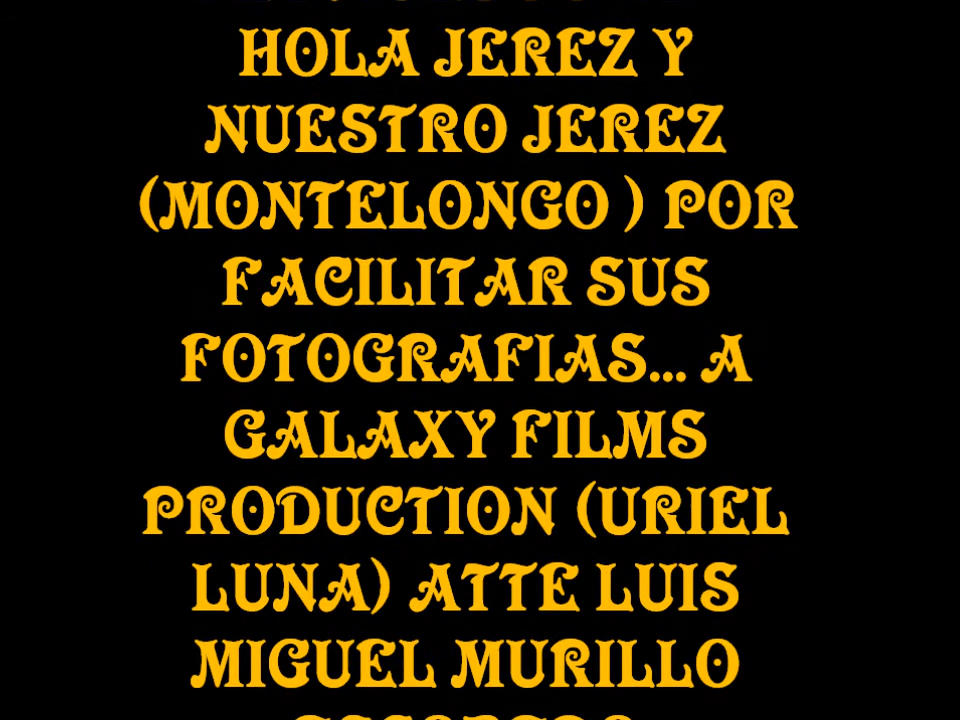 HOLA JEREZ Y
NUESTRO JEREZ
(MONTELONGO ) POR
FACILITAR SUS
FOTOGRAFIAS... A
GALAXY FILMS
PRODUCTION (URIEL
LUNA) ATTE LUIS
MIGUEL MURILLO